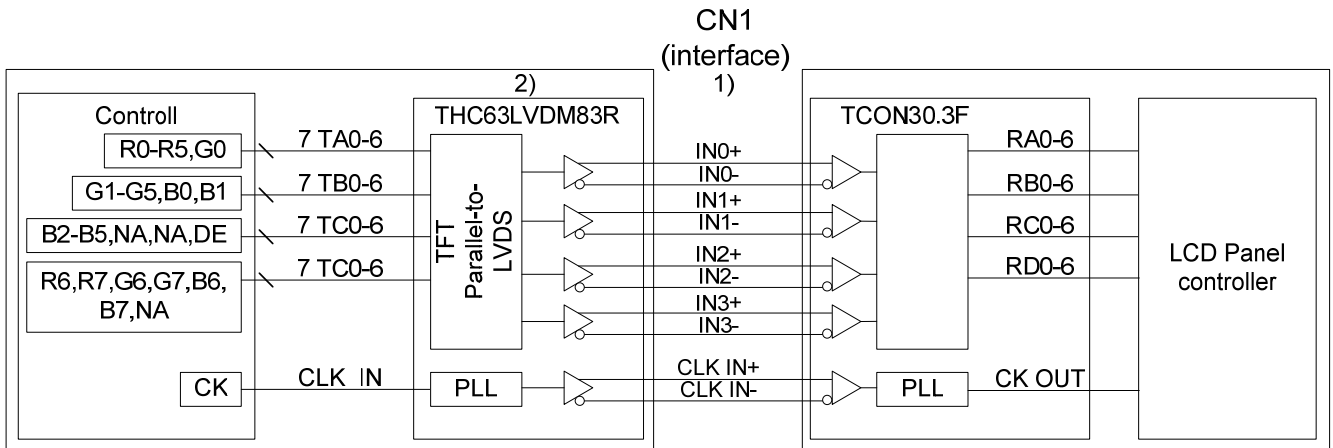 CN1
(interface)
1)
2)
Controll
R0-R5,G0
G1-G5,B0,B1
B2-B5,NA,NA,DE
R6,R7,G6,G7,B6,
B7,NA
CK
7 TA0-6
7 TB0-6
7 TC0-6
7 TC0-6
CLK IN
THC63LVDM83R
TFT
Parallel-to-
LVDS
PLL
IN0+
IN0-
IN1+
IN1-
IN2+
IN2-
IN3+
IN3-
CLK IN+
CLK IN-
TCON30.3F
PLL
RA0-6
RB0-6
RC0-6
RD0-6
CK OUT
LCD Panel
controller